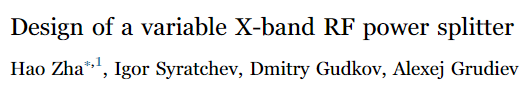 Design of a variable X-band RF power splitter
Hao Zha*,1, Igor Syratchev, Dmitry Gudkov, Alexej Grudiev